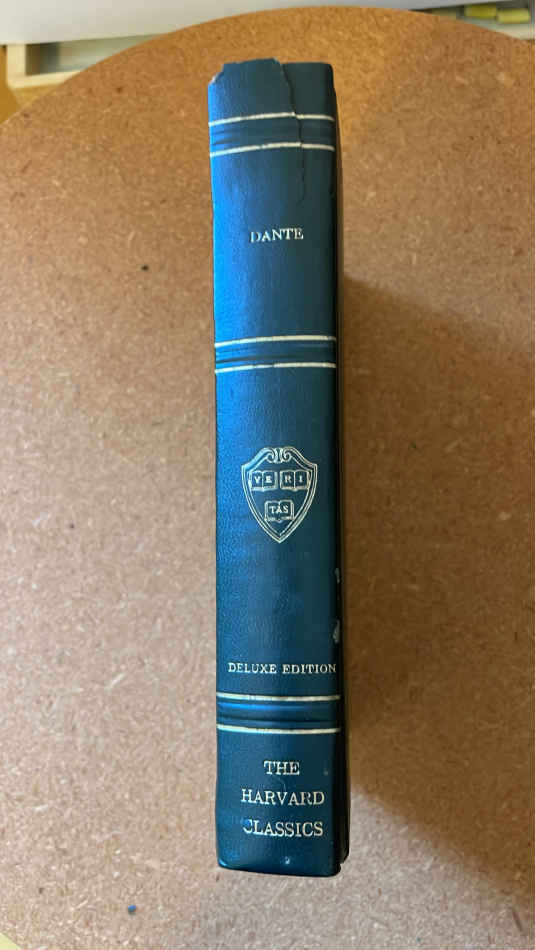 DANTE
VE RI
TAS
DELUXE EDITION
THE
HARVARD
CLASSICS